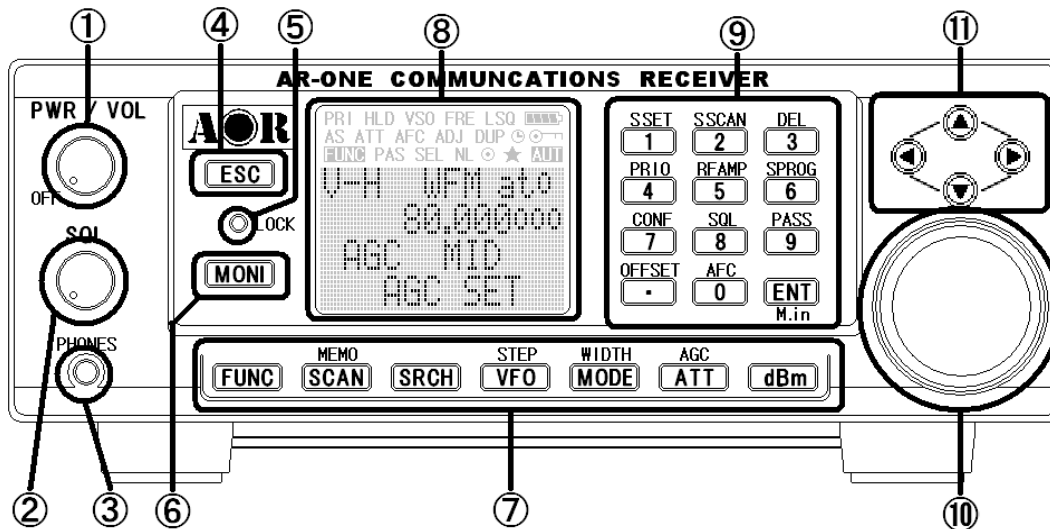 ① ④ ⑤ ⑧ ⑨ ⑪
AR-ONE COMMUNCATIONS RECEIVER
PWR / VOL
OFF
AOR
ESC
LOCK
MONI
SQL
PHONES
PRI HLD VSO FRE LSQ
AS ATT AFC ADJ DUP
FUNC PAS SEL NL AUT
V-H WFM ato
80.000000
AGC MID
AGC SET
SSET SSCAN DEL
1 2 3
PRIO RFAMP SPROG
4 5 6
CONF SQL PASS
7 8 9
OFFSET AFC
. 0 ENT
M.in
MEMO STEP WIDTH AGC
FUNC SCAN SRCH VFO MODE ATT dBm
② ③ ⑥ ⑦ ⑩